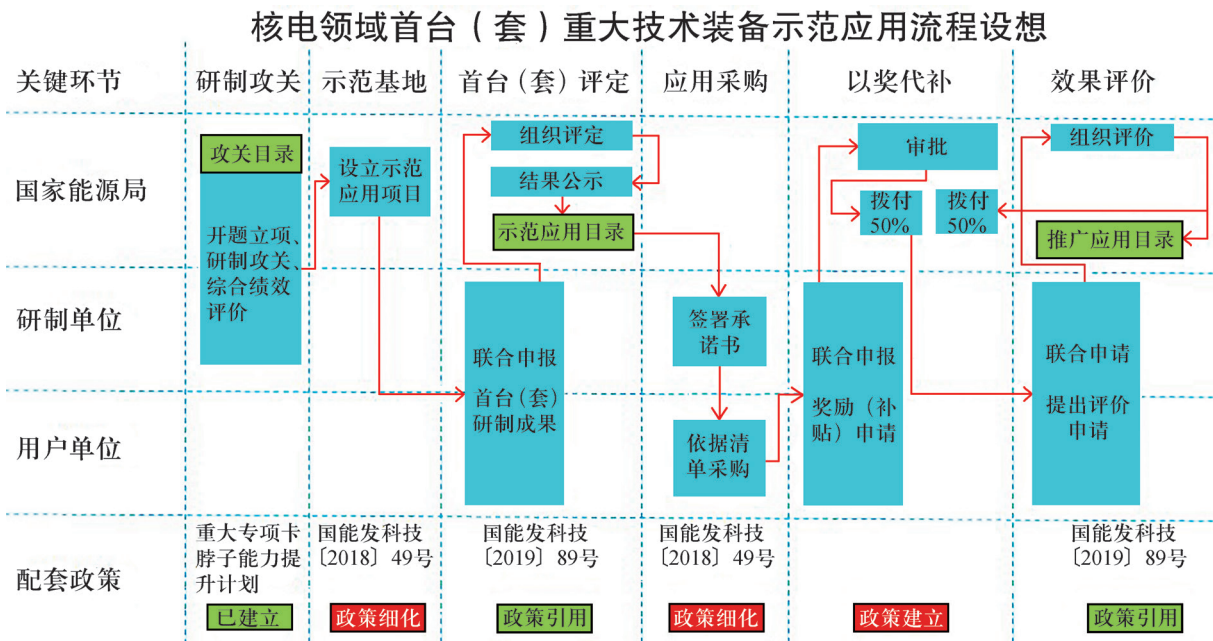 核电领域首台（套）重大技术装备示范应用流程设想
关键环节
研制攻关
示范基地
首台（套）评定
应用采购
以奖代补
效果评价
国家能源局
攻关目录
开题立项、
研制攻关、
综合绩效
评价
设立示范
应用项目
组织评定
结果公示
示范应用目录
审批
拨付
50%
拨付
50%
组织评价
推广应用目录
研制单位
用户单位
联合申报
首台（套）
研制成果
签署承
诺书
依据清
单采购
联合申报
奖励（补
贴）申请
联合申请
提出评价
申请
配套政策
重大专项卡
脖子能力提
升计划
已建立
国能发科技
〔2018〕49号
政策细化
国能发科技
〔2019〕89号
政策引用
国能发科技
〔2018〕49号
政策细化
政策建立
国能发科技
〔2019〕89号
政策引用